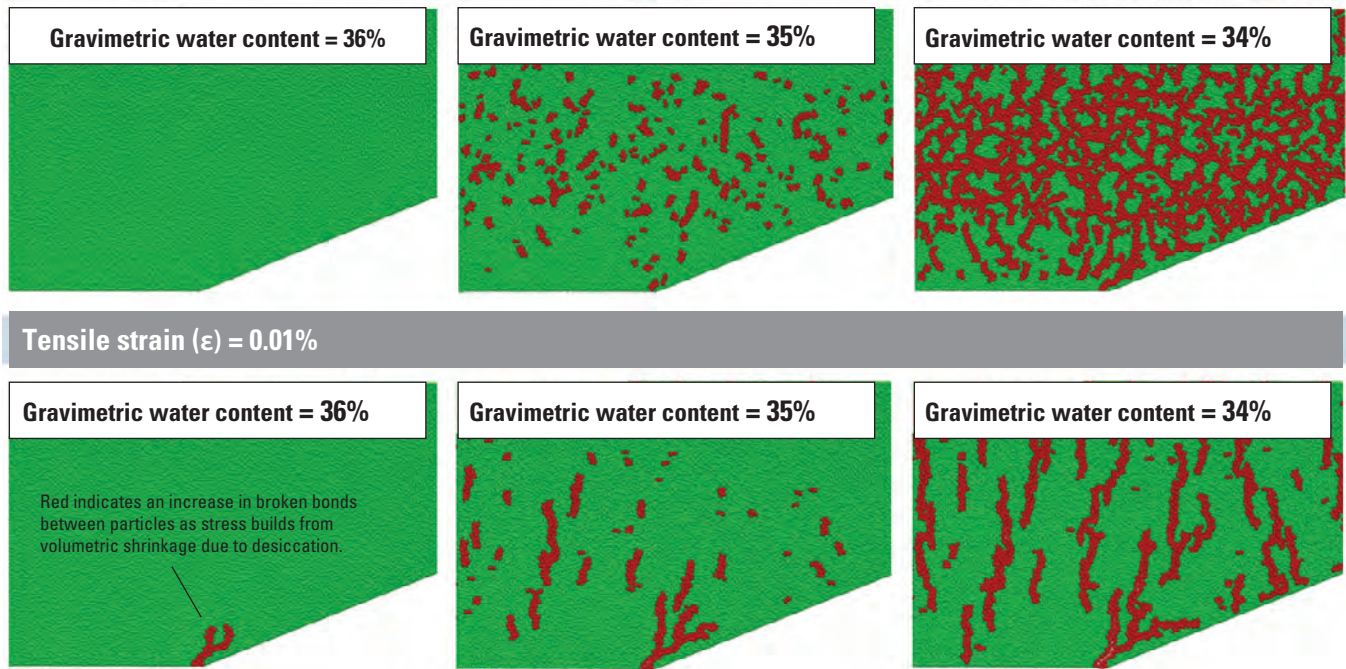 Gravimetric water content = 36%
Gravimetric water content = 35%
Gravimetric water content = 34%
Tensile strain (ε) = 0.01%
Gravimetric water content = 36%
Gravimetric water content = 35%
Gravimetric water content = 34%
Red indicates an increase in broken bonds
between particles as stress builds from
volumetric shrinkage due to desiccation.